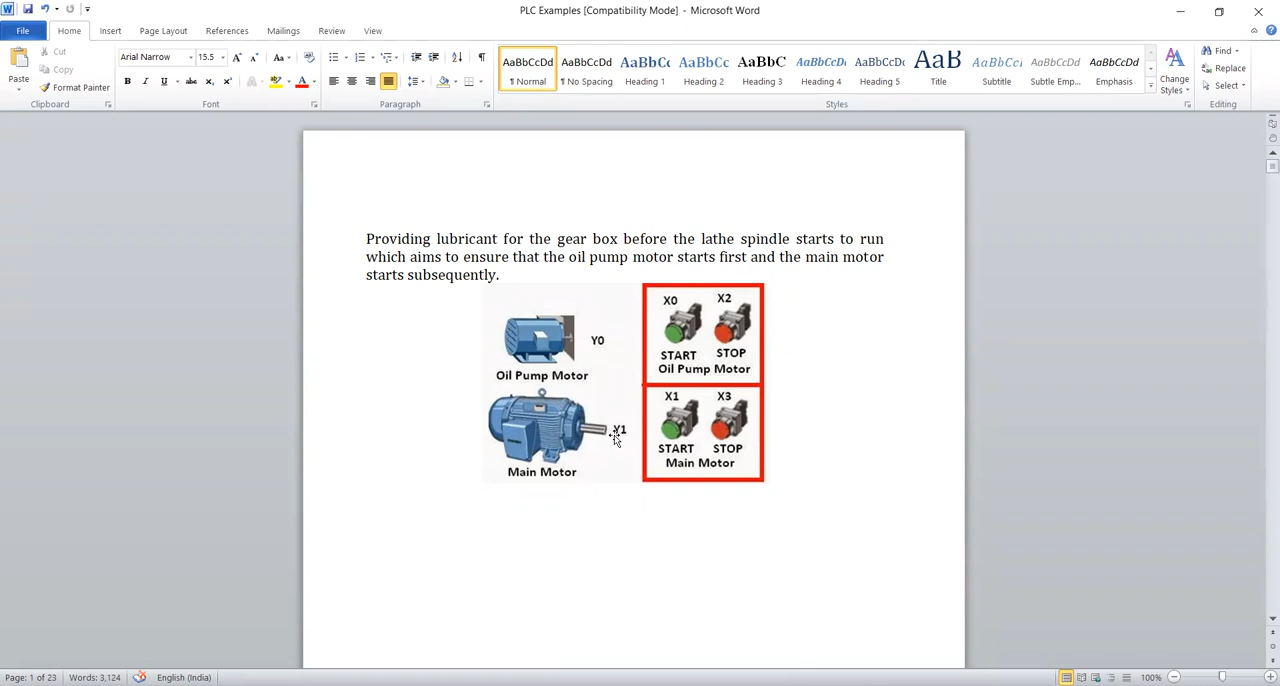 PLC Examples [Compatibility Mode] - Microsoft Word
File Home Insert Page Layout References Mailings Review View
Paste
Cut
Copy
Format Painter
Clipboard
Arial Narrow 15.5
Font
Paragraph
AaBbCcDd AaBbCcDd AaBbCc AaBbCc AaBbC AaBbCcDc AaBbCcDc AaB AaBbCcl AaBbCcDd AaBbCcDd
¶ Normal ¶ No Spacing Heading 1 Heading 2 Heading 3 Heading 4 Heading 5 Title Subtitle Subtle Emp... Emphasis
Styles
Change Styles
Find
Replace
Select
Editing
Providing lubricant for the gear box before the lathe spindle starts to run
which aims to ensure that the oil pump motor starts first and the main motor
starts subsequently.
Y0
Oil Pump Motor
Y1
Main Motor
X0 X2
START STOP
Oil Pump Motor
X1 X3
START STOP
Main Motor
Page: 1 of 23 Words: 3,124 English (India) 100%